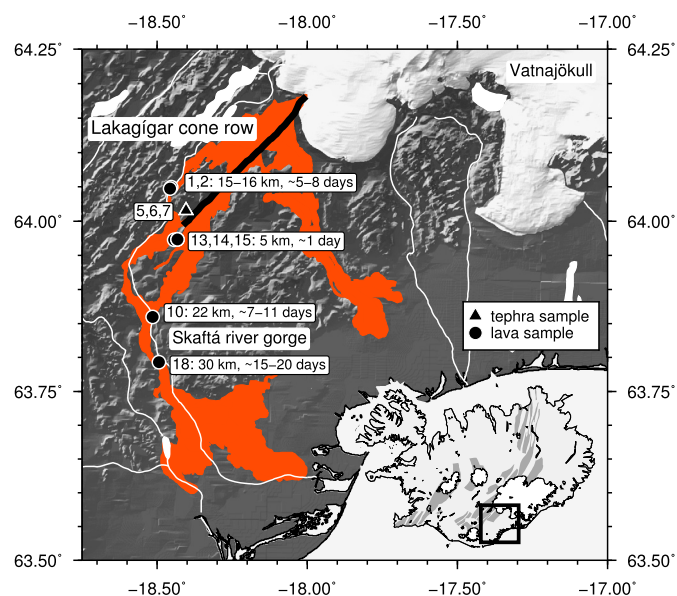 −18.50° −18.00° −17.50° −17.00°
64.25° 64.25°
Vatnajökull
Lakagígar cone row
1,2: 15−16 km, ~5−8 days
5,6,7
64.00° 64.00°
13,14,15: 5 km, ~1 day
10: 22 km, ~7−11 days
tephra sample
lava sample
Skaftá river gorge
18: 30 km, ~15−20 days
63.75° 63.75°
63.50° 63.50°
−18.50° −18.00° −17.50° −17.00°